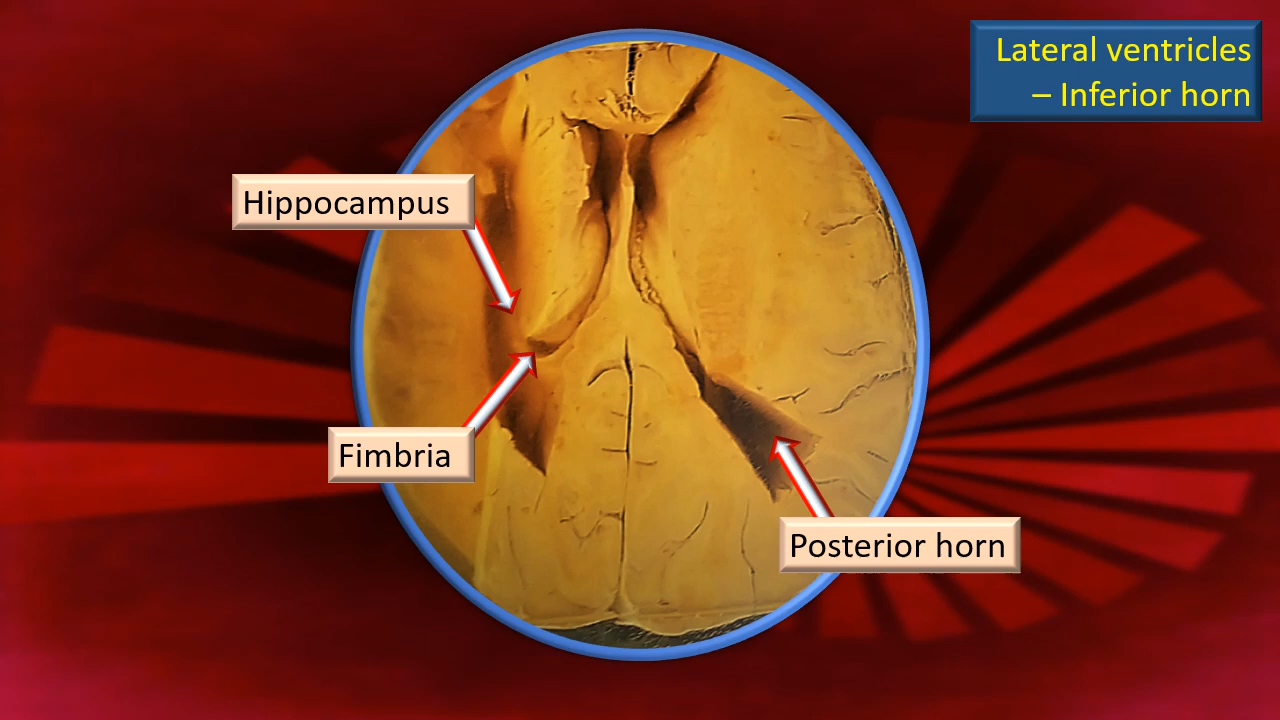 Lateral ventricles
– Inferior horn
Hippocampus
Fimbria
Posterior horn